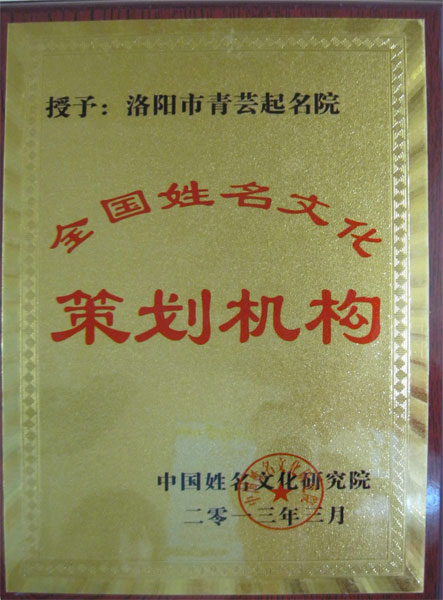 授予：洛阳市青芸起名院
全国姓名文化
策划机构
中国姓名文化研究院
二零一三年三月